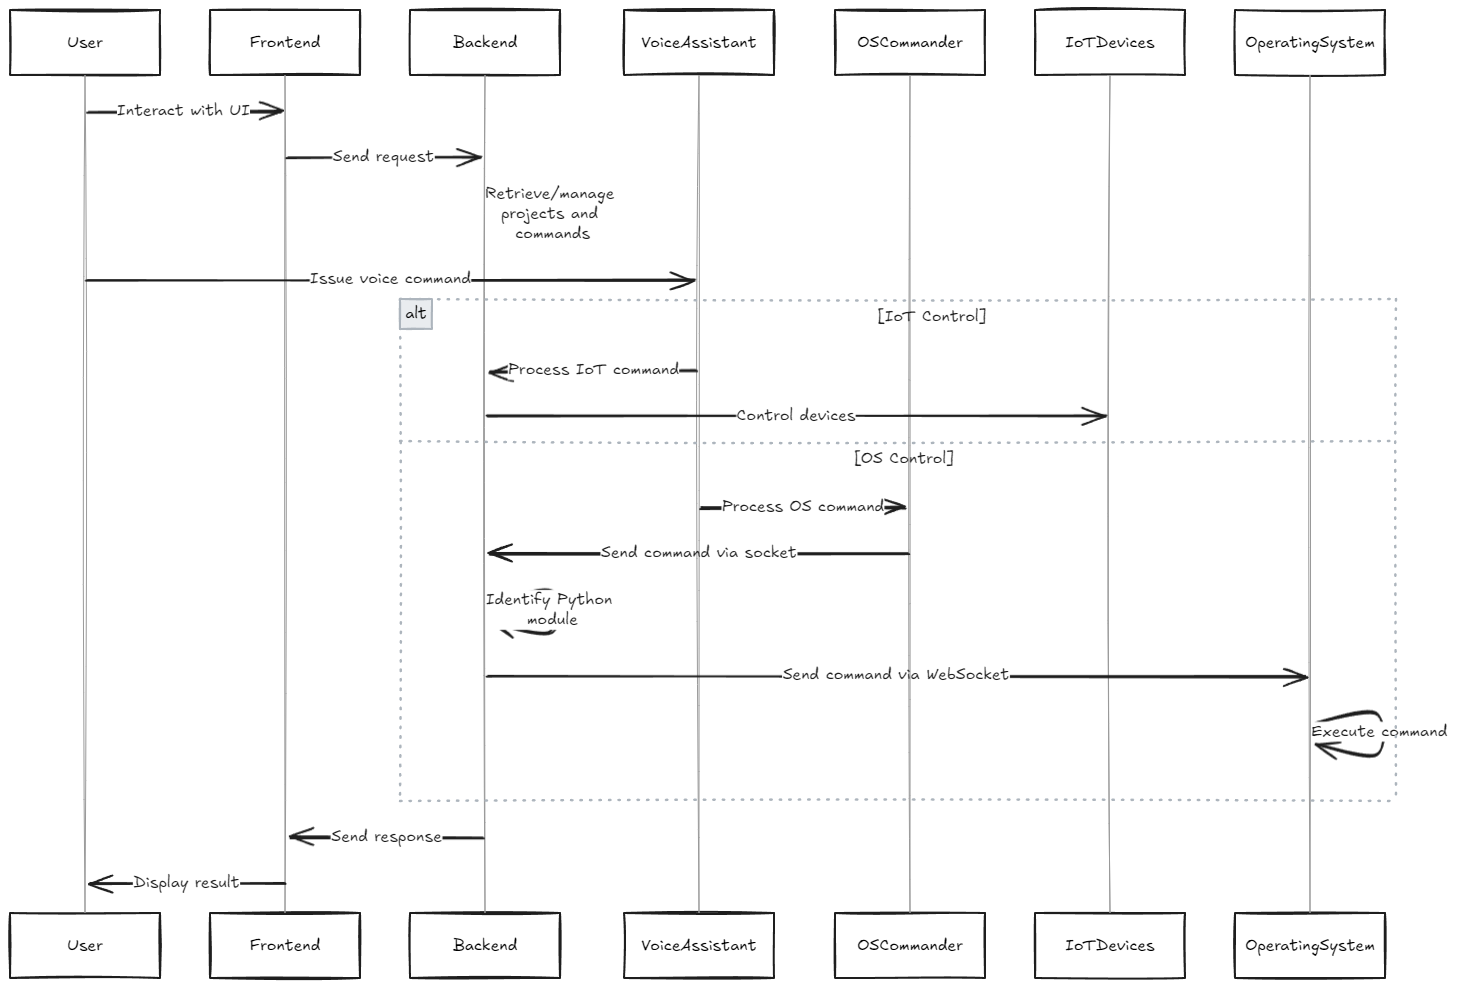 User
Frontend
Backend
VoiceAssistant
OSCommander
IoTDevices
OperatingSystem
Interact with UI
Send request
Retrieve/manage
projects and
commands
Issue voice command
alt
[IoT Control]
Process IoT command
Control devices
[OS Control]
Process OS command
Send command via socket
Identify Python
module
Send command via WebSocket
Execute command
Send response
Display result
User
Frontend
Backend
VoiceAssistant
OSCommander
IoTDevices
OperatingSystem